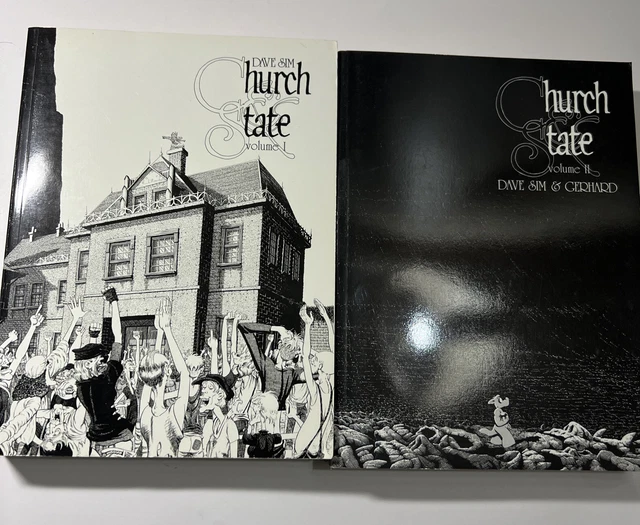 DAVE SIM
Church
&
State
volume I
Church
&
State
volume II
DAVE SIM & GERHARD